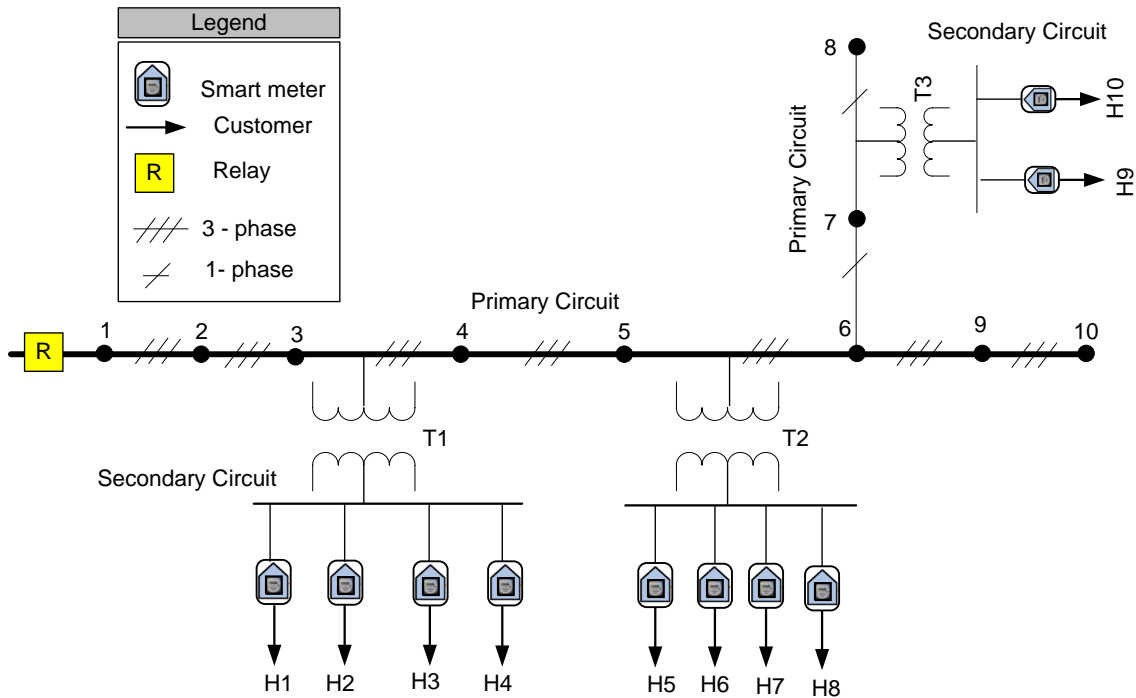 Legend
Smart meter
Customer
R
Relay
3 - phase
1- phase
8
Secondary Circuit
T3
H10
H9
Primary Circuit
7
Primary Circuit
R
1
2
3
4
5
6
9
10
T1
T2
Secondary Circuit
H1
H2
H3
H4
H5
H6
H7
H8